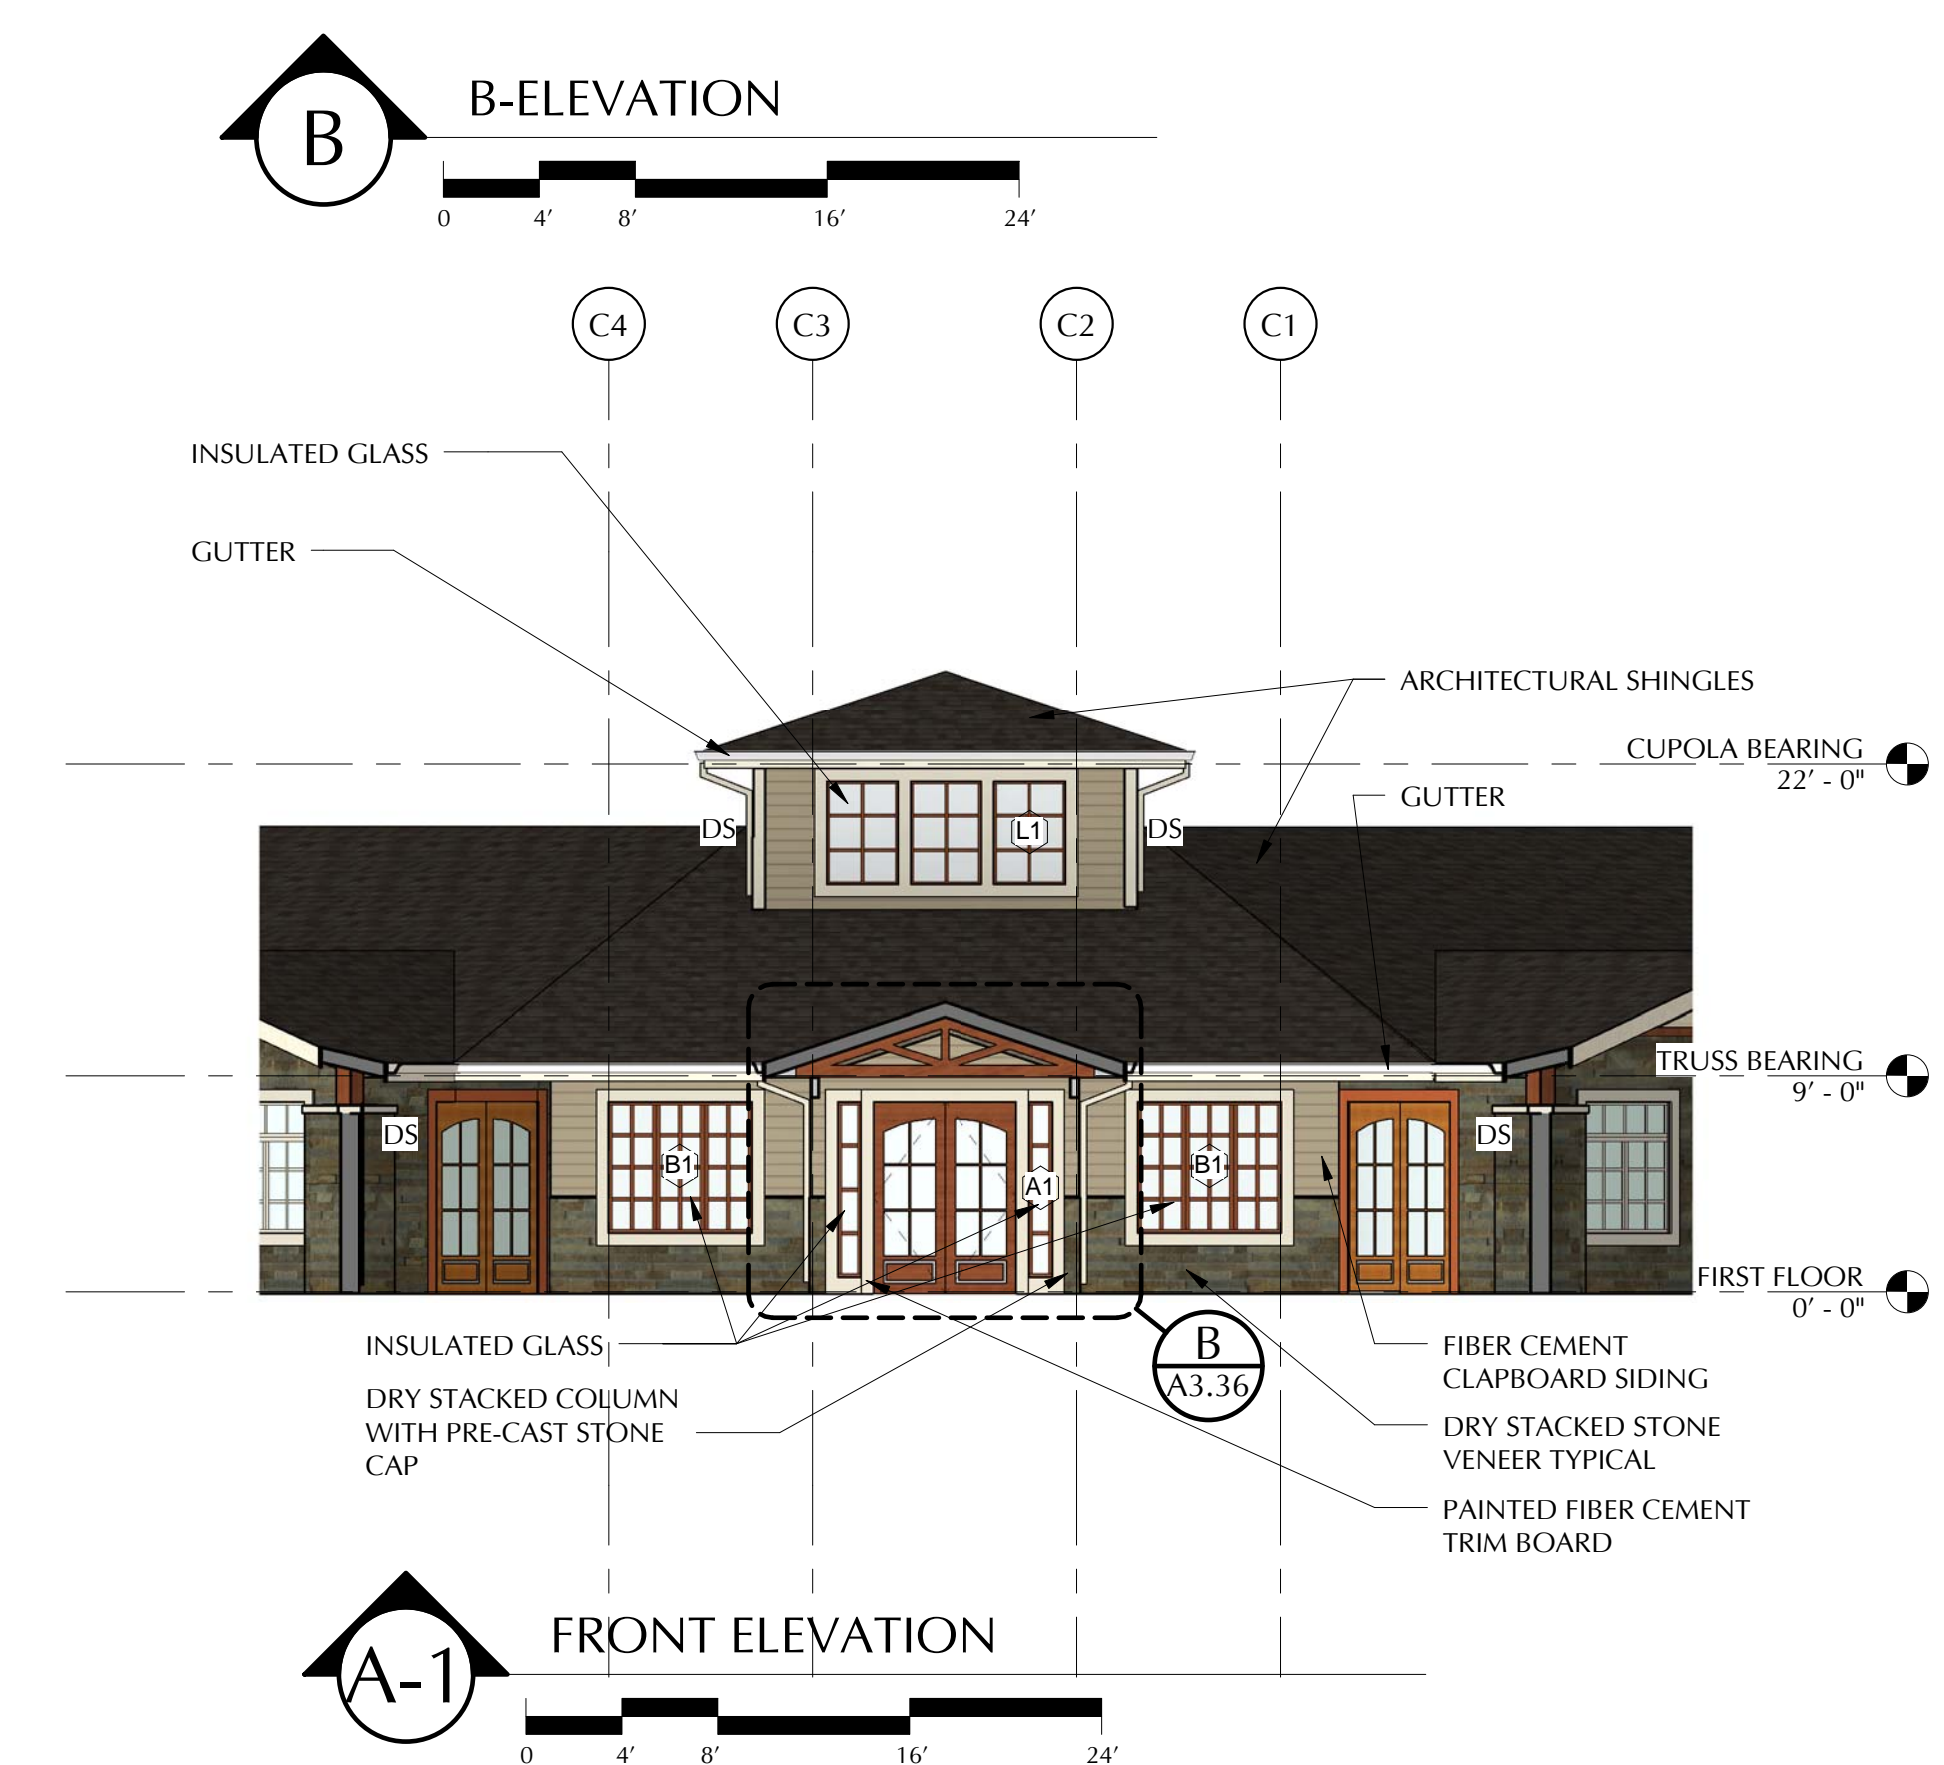 B
B-ELEVATION
0 4' 8' 16' 24'
C4 C3 C2 C1
INSULATED GLASS
GUTTER
ARCHITECTURAL SHINGLES
CUPOLA BEARING
22' - 0"
GUTTER
DS
L1
DS
TRUSS BEARING
9' - 0"
DS
B1
A1
B1
DS
FIRST FLOOR
0' - 0"
INSULATED GLASS
DRY STACKED COLUMN
WITH PRE-CAST STONE
CAP
B
A3.36
FIBER CEMENT
CLAPBOARD SIDING
DRY STACKED STONE
VENEER TYPICAL
PAINTED FIBER CEMENT
TRIM BOARD
A-1
FRONT ELEVATION
0 4' 8' 16' 24'